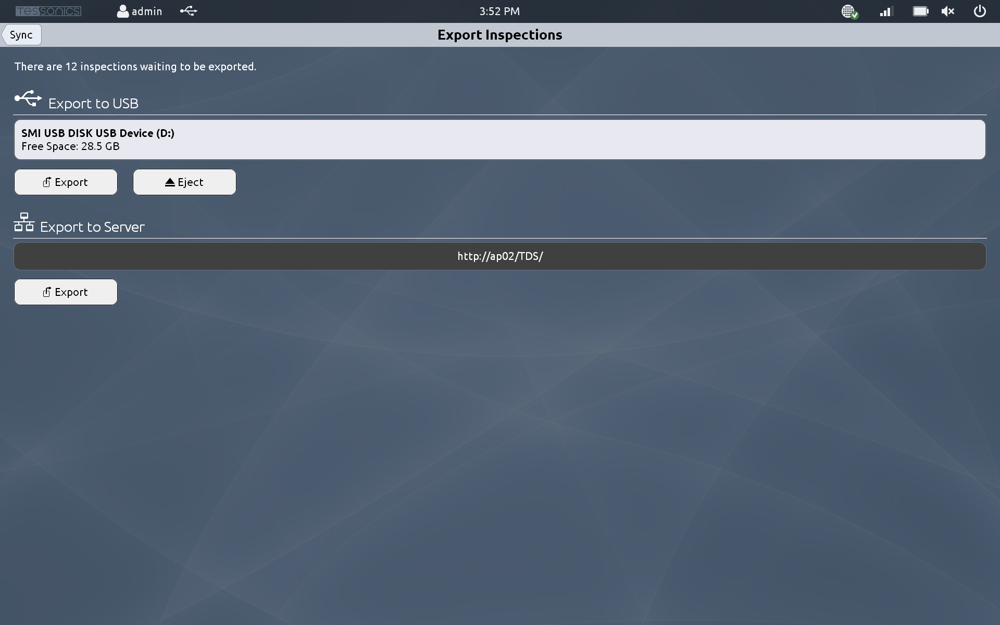 Tessonics
admin
3:52 PM
Sync
Export Inspections
There are 12 inspections waiting to be exported.
Export to USB
SMI USB DISK USB Device (D:)
Free Space: 28.5 GB
Export
Eject
Export to Server
http://ap02/TDS/
Export